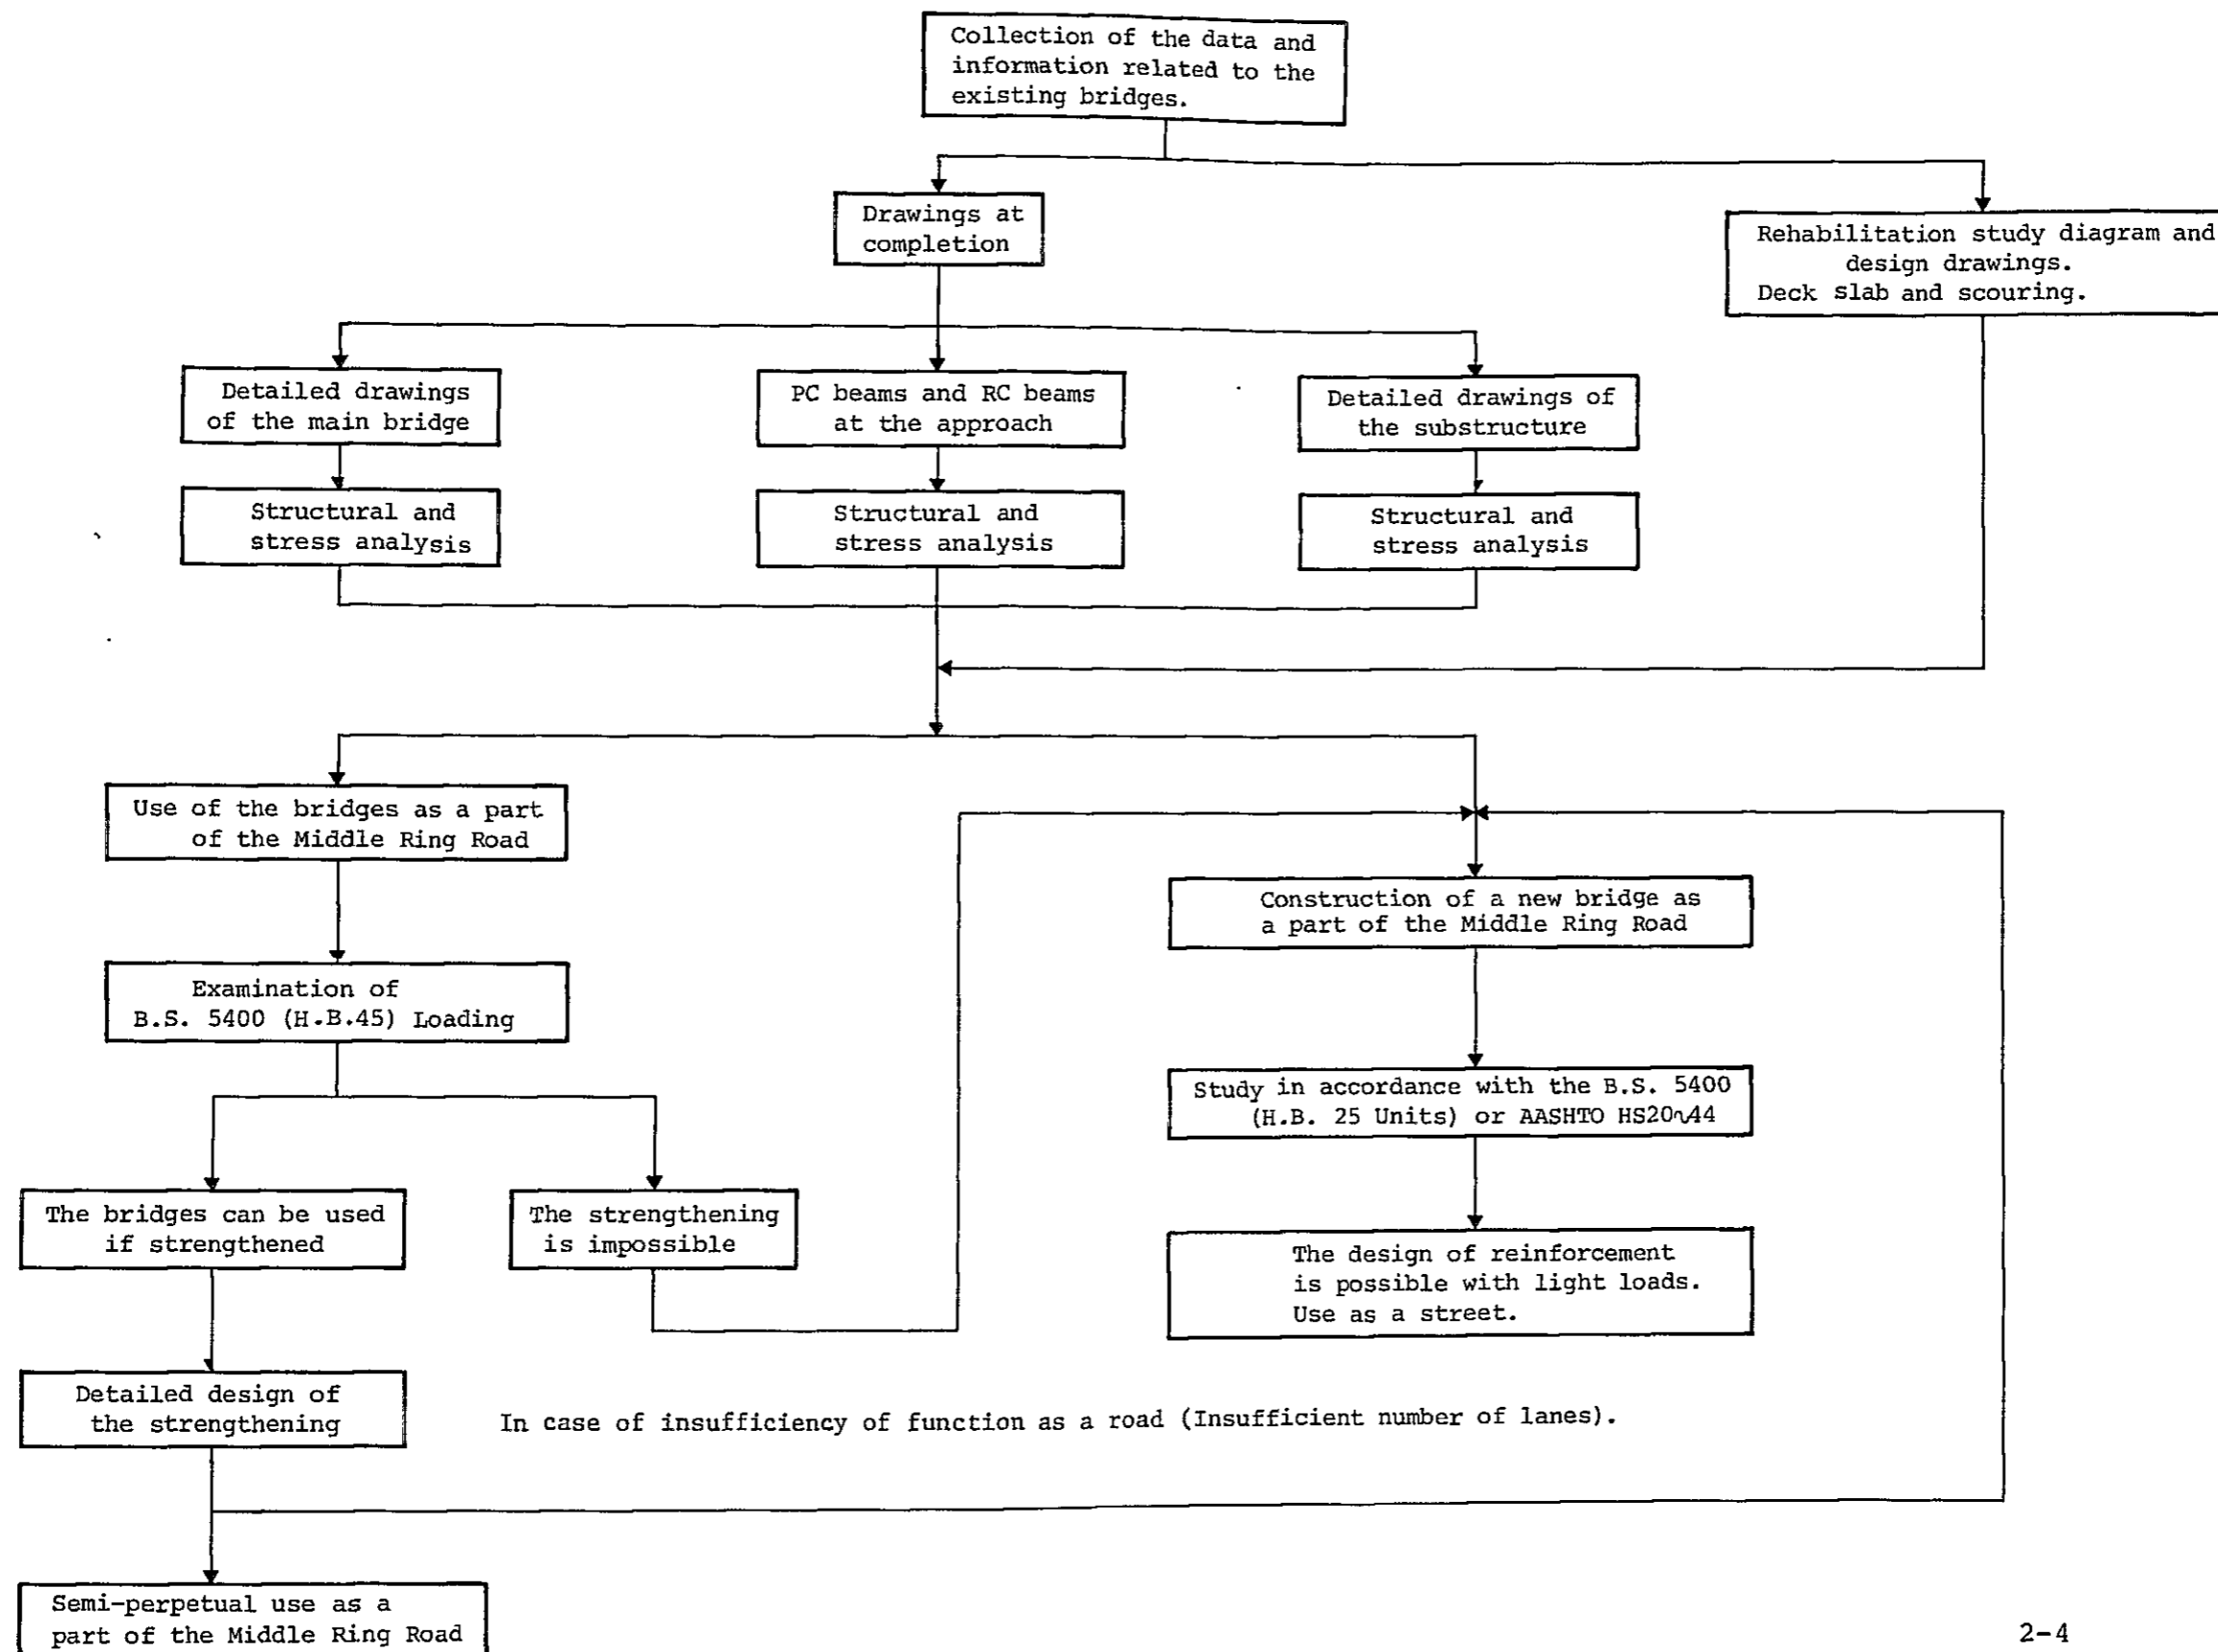 Collection of the data and
information related to the
existing bridges.
Drawings at
completion
Rehabilitation study diagram and
design drawings.
Deck slab and scouring.
Detailed drawings
of the main bridge
PC beams and RC beams
at the approach
Detailed drawings of
the substructure
Structural and
stress analysis
Structural and
stress analysis
Structural and
stress analysis
Use of the bridges as a part
of the Middle Ring Road
Construction of a new bridge as
a part of the Middle Ring Road
Examination of
B.S. 5400 (H.B.45) Loading
Study in accordance with the B.S. 5400
(H.B. 25 Units) or AASHTO HS20~44
The bridges can be used
if strengthened
The strengthening
is impossible
The design of reinforcement
is possible with light loads.
Use as a street.
Detailed design of
the strengthening
In case of insufficiency of function as a road (Insufficient number of lanes).
Semi-perpetual use as a
part of the Middle Ring Road
2-4